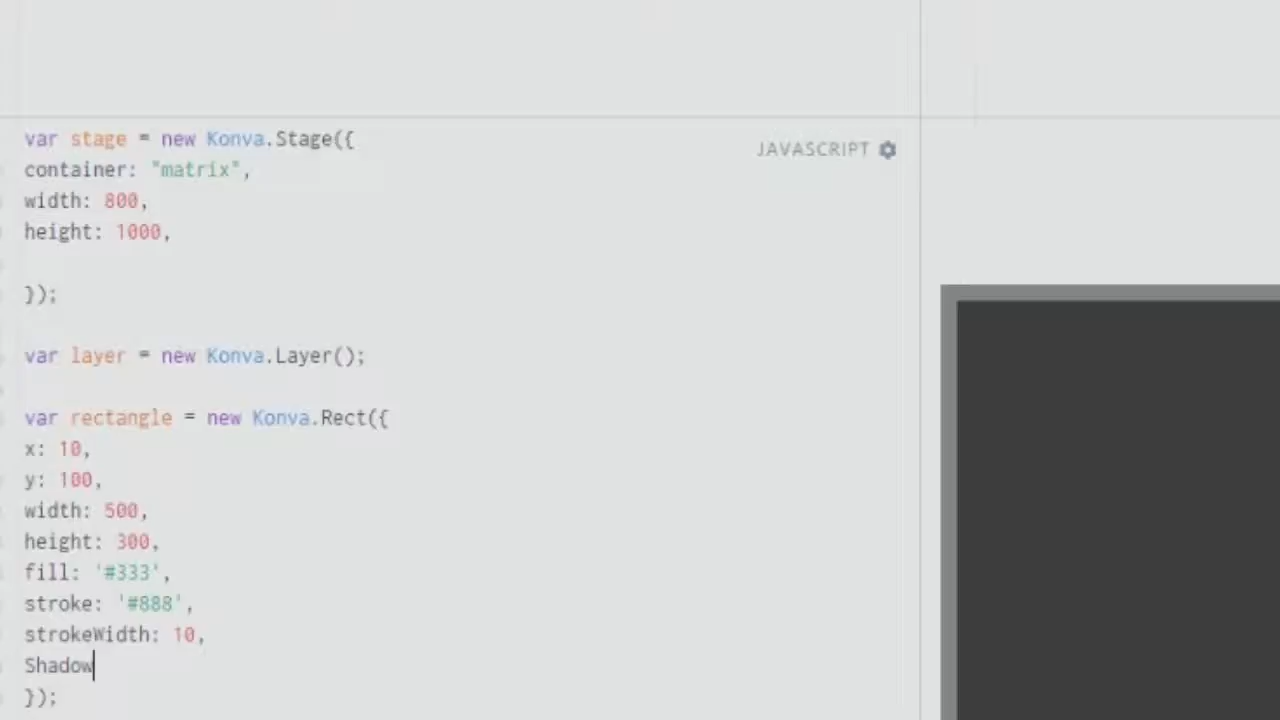 var stage = new Konva.Stage({
JAVASCRIPT
container: "matrix",
width: 800,
height: 1000,
});
var layer = new Konva.Layer();
var rectangle = new Konva.Rect({
x: 10,
y: 100,
width: 500,
height: 300,
fill: '#333',
stroke: '#888',
strokeWidth: 10,
Shadow
});